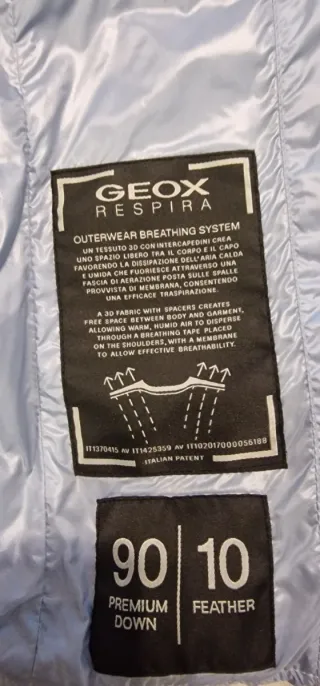 GEOX
RESPIRA
OUTERWEAR BREATHING SYSTEM
UN TESSUTO 3D CON INTERCAPEDINI CREA
UNO SPAZIO LIBERO TRA IL CORPO E IL CAPO
FAVORENDO LA DISSIPAZIONE DELL'ARIA CALDA
E UMIDA CHE FUORIESCE ATTRAVERSO UNA
FASCIA DI AERAZIONE POSTA SULLE SPALLE
PROVVISTA DI MEMBRANA, CONSENTENDO
UNA EFFICACE TRASPIRAZIONE.
A 3D FABRIC WITH SPACERS CREATES
FREE SPACE BETWEEN BODY AND GARMENT,
ALLOWING WARM, HUMID AIR TO DISPERSE
THROUGH A BREATHING TAPE PLACED
ON THE SHOULDERS, WITH A MEMBRANE
TO ALLOW EFFECTIVE BREATHABILITY.
IT1370415 AV IT1425359 AV IT102017000056188
ITALIAN PATENT
90 10
PREMIUM FEATHER
DOWN